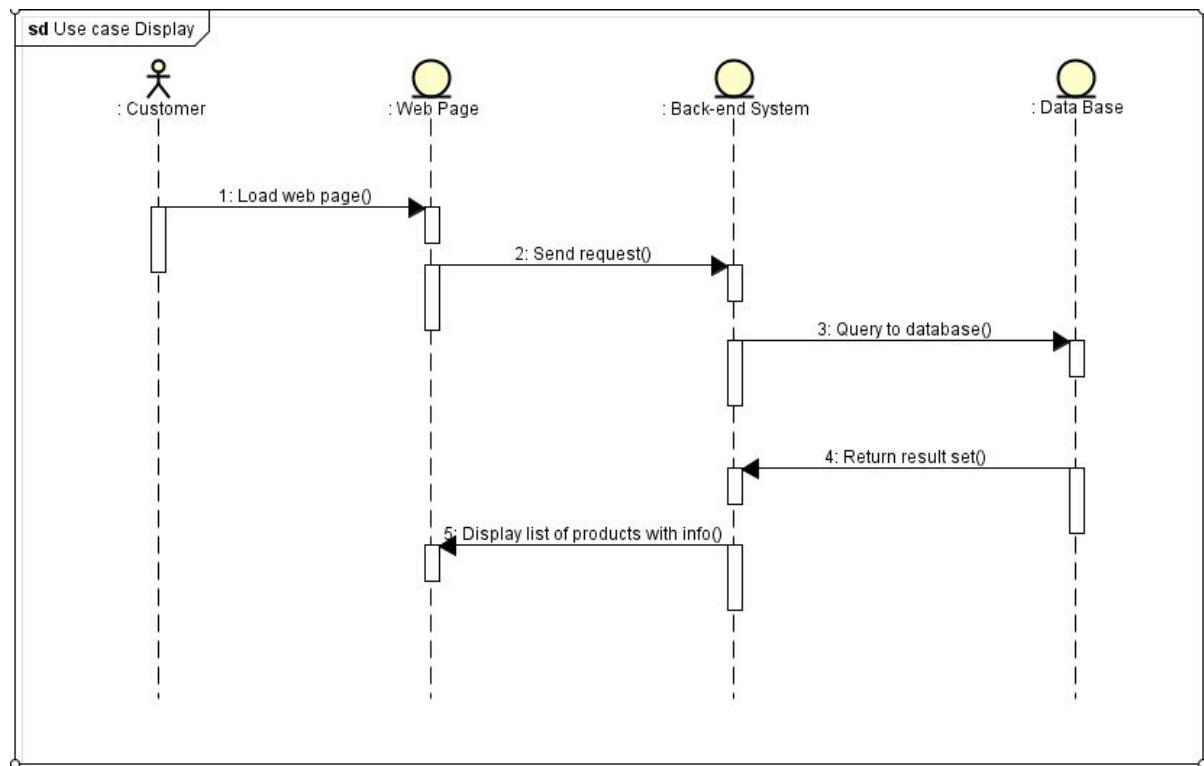 sd Use case Display
: Customer
: Web Page
: Back-end System
: Data Base
1: Load web page()
2: Send request()
3: Query to database()
4: Return result set()
5: Display list of products with info()